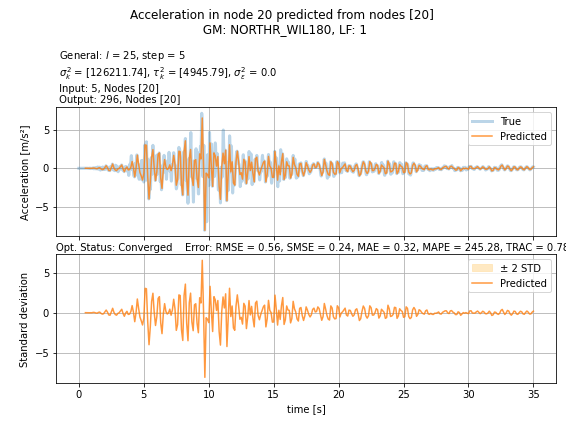 Acceleration in node 20 predicted from nodes [20]
GM: NORTHR_WIL180, LF: 1
General: l = 25, step = 5
σ²ₖ = [126211.74], τ²ₖ = [4945.79], σ²ε = 0.0
Input: 5, Nodes [20]
Output: 296, Nodes [20]
Acceleration [m/s²]
5
0
−5
True
Predicted
Opt. Status: Converged Error: RMSE = 0.56, SMSE = 0.24, MAE = 0.32, MAPE = 245.28, TRAC = 0.78
Standard deviation
5
0
−5
± 2 STD
Predicted
0 5 10 15 20 25 30 35
time [s]